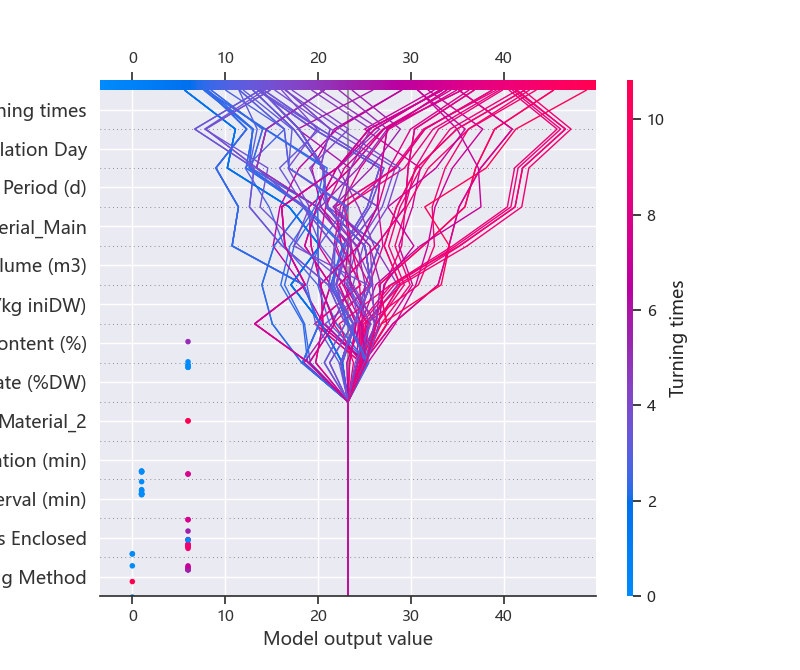 0 10 20 30 40
ning times
lation Day
Period (d)
erial_Main
lume (m3)
/kg iniDW)
ontent (%)
ate (%DW)
Material_2
ation (min)
erval (min)
s Enclosed
g Method
0 10 20 30 40
Model output value
10
8
6
4
2
0
Turning times